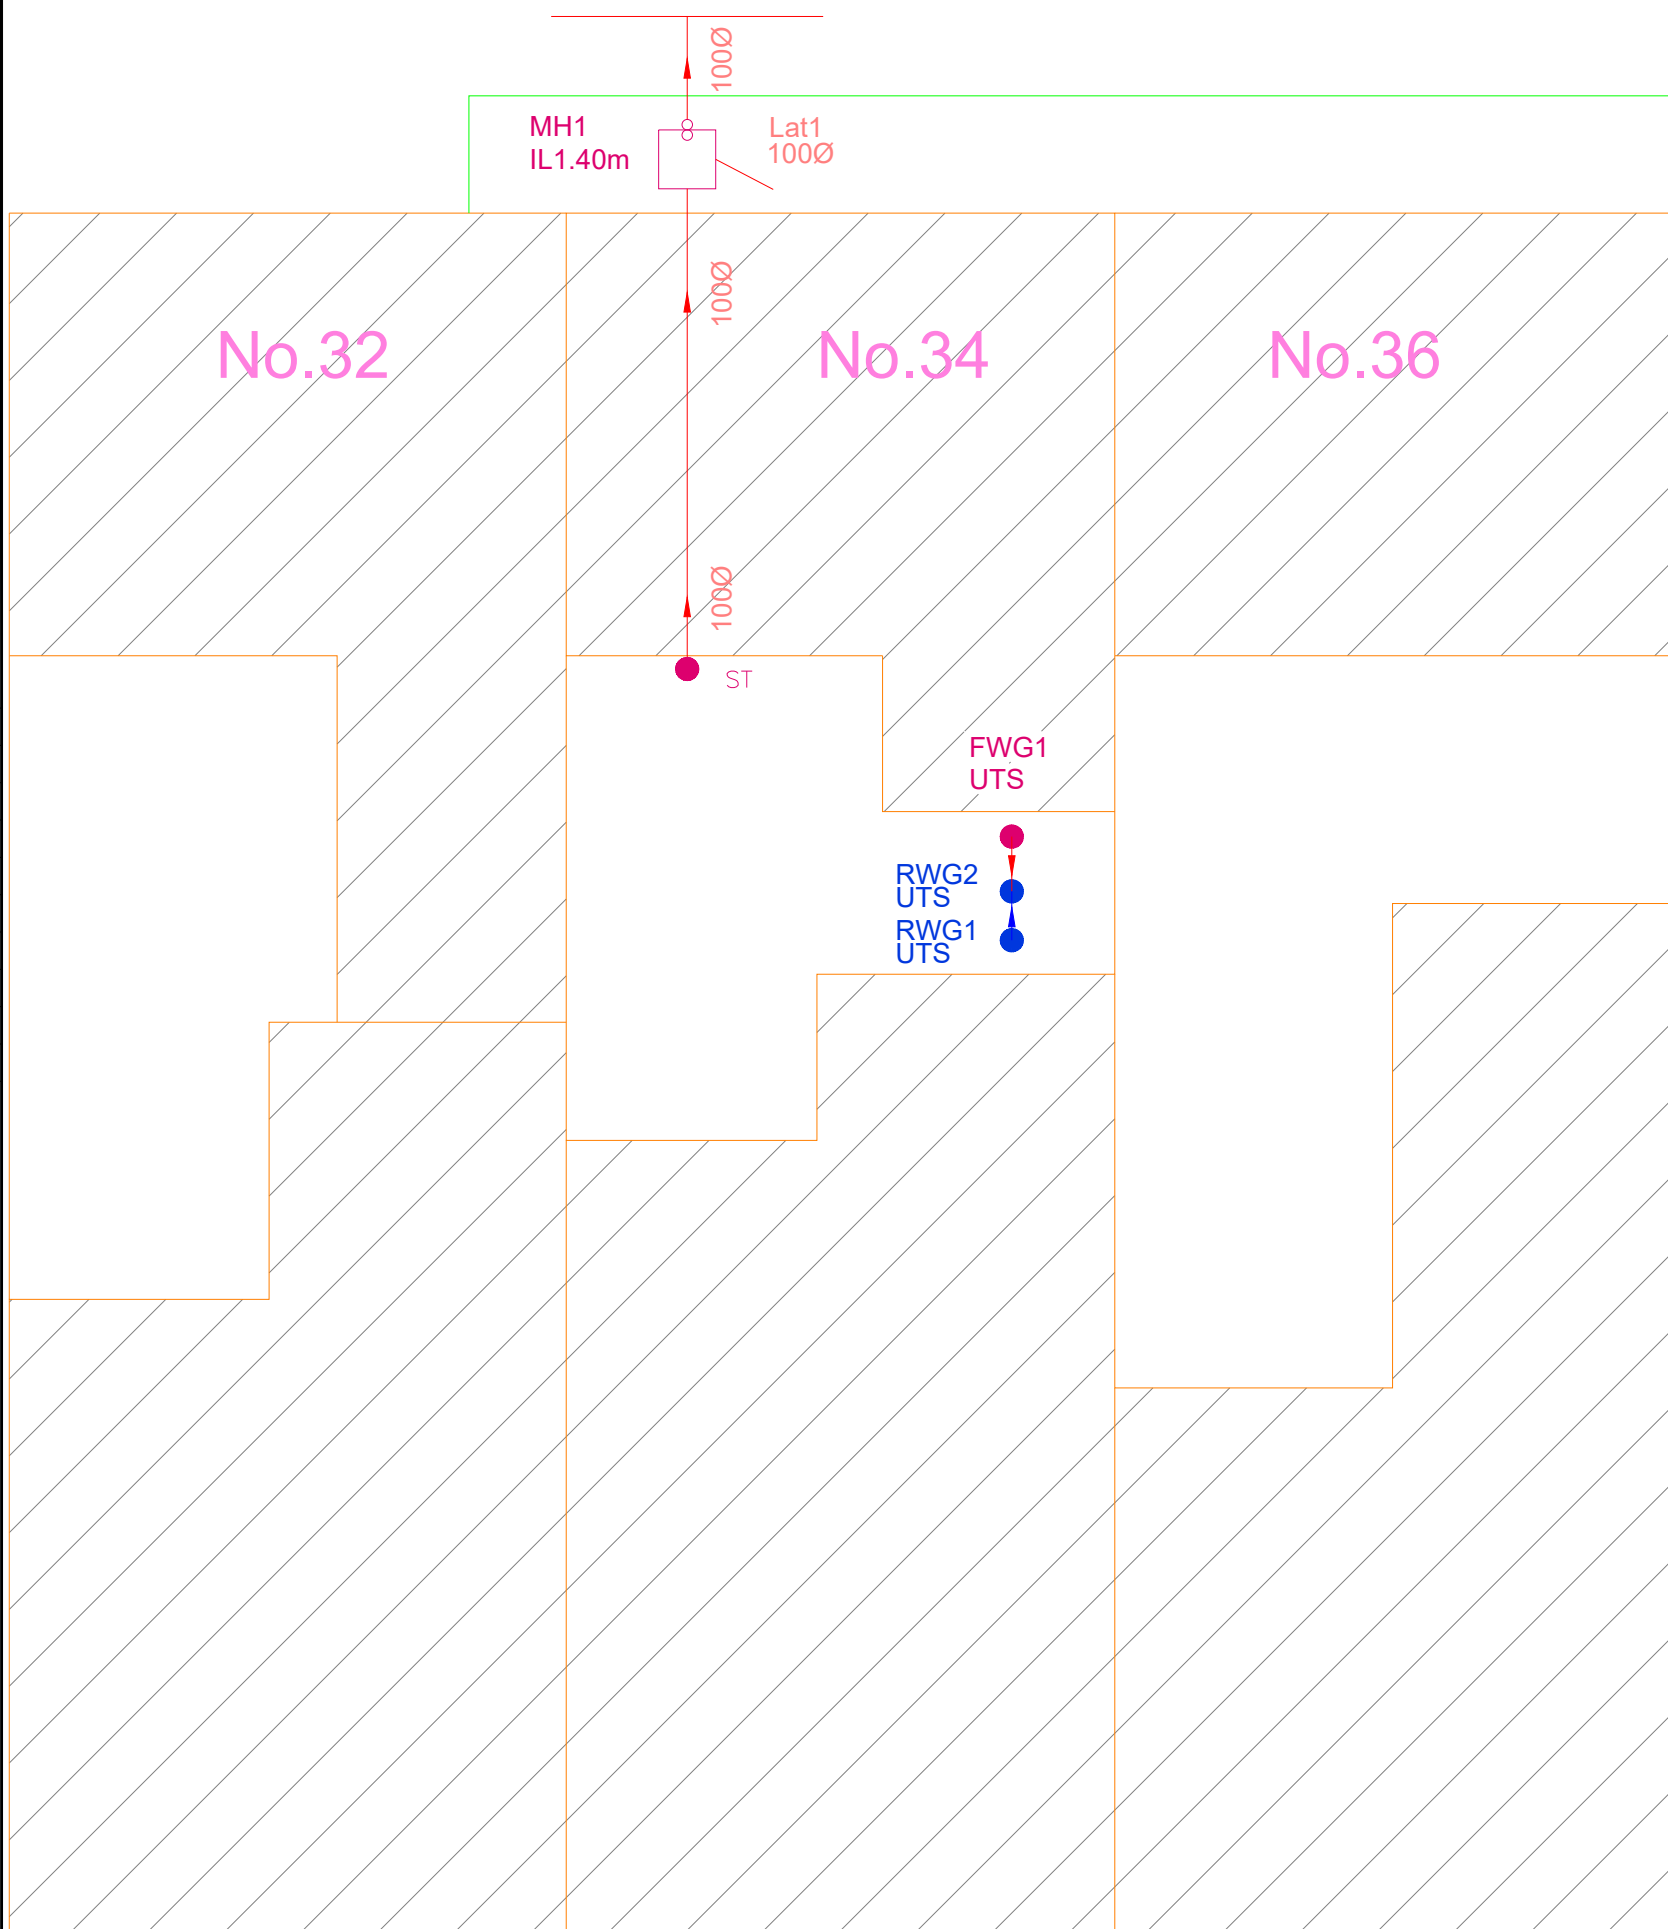 100Ø
MH1
IL1.40m
Lat1
100Ø
100Ø
No.32
No.34
No.36
100Ø
ST
FWG1
UTS
RWG2
UTS
RWG1
UTS